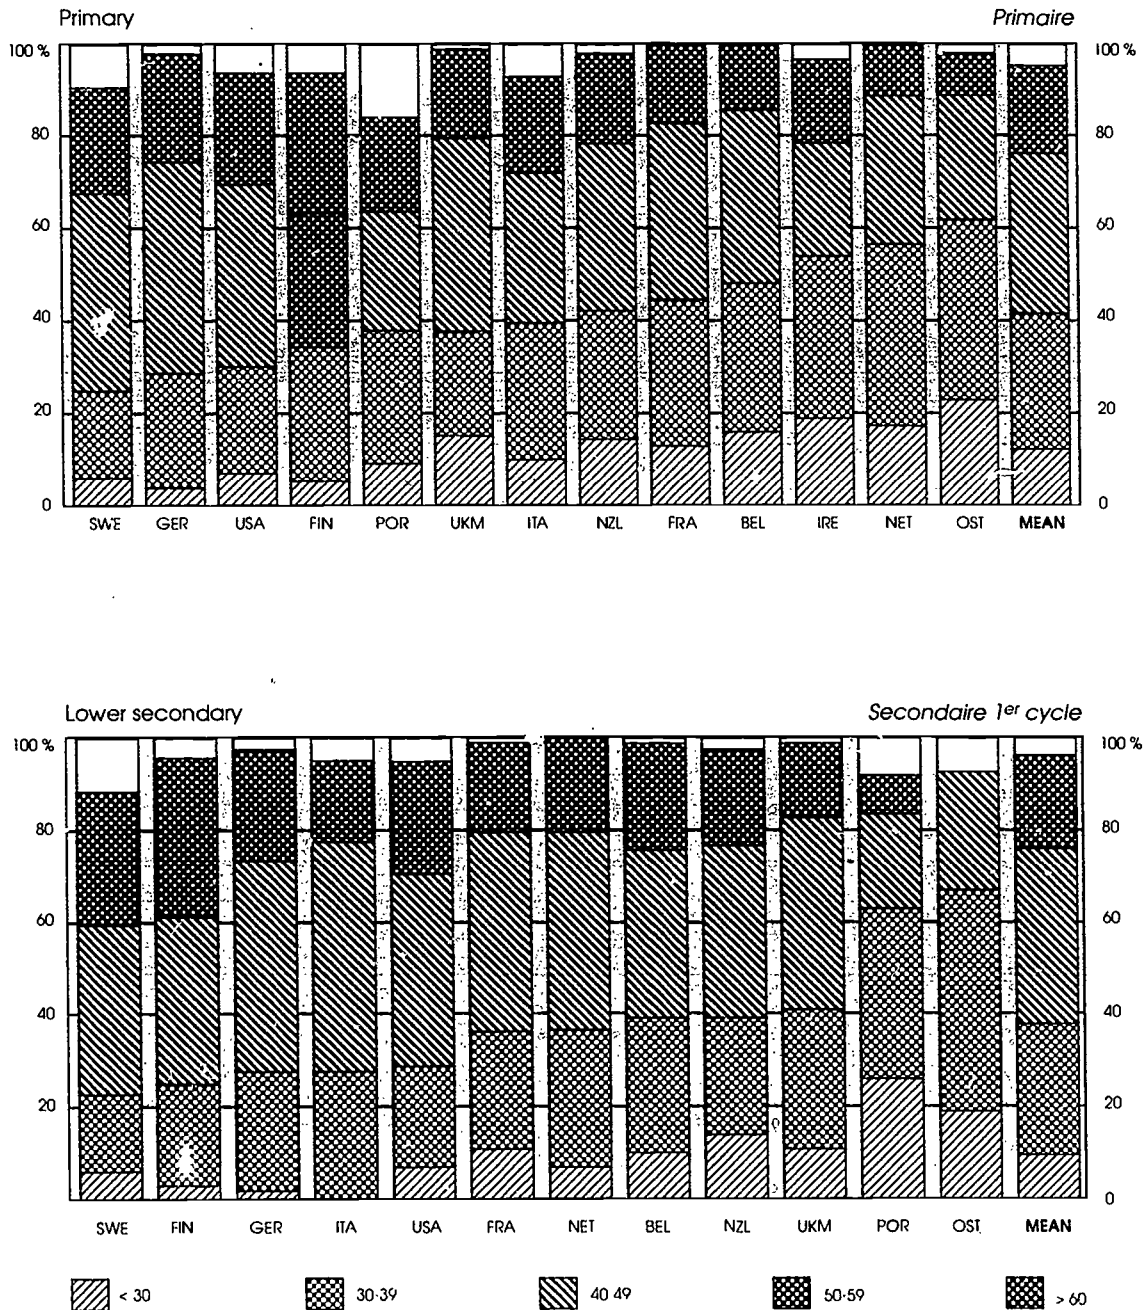 Primary Primaire
100 % 100 %
80 80
60 60
40 40
20 20
0 0
SWE GER USA FIN POR UKM ITA NZL FRA BEL IRE NET OST MEAN
Lower secondary Secondaire 1er cycle
100 % 100 %
80 80
60 60
40 40
20 20
0
SWE FIN GER ITA USA FRA NET BEL NZL UKM POR OST MEAN
< 30 30-39 40 49 50-59 > 60